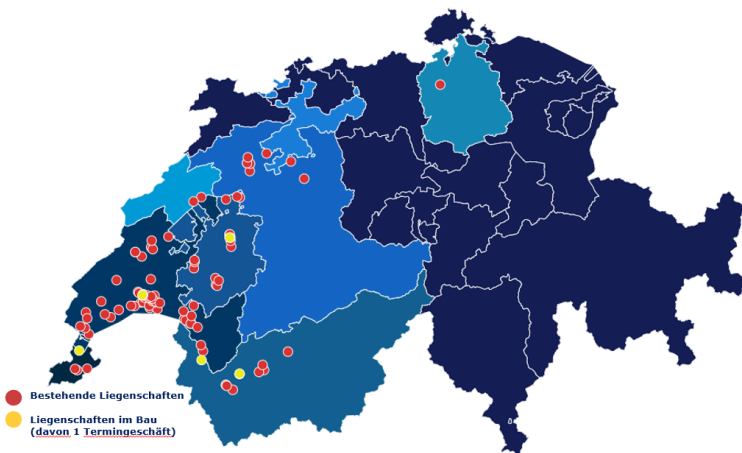 Bestehende Liegenschaften
Liegenschaften im Bau
(davon 1 Termingeschäft)